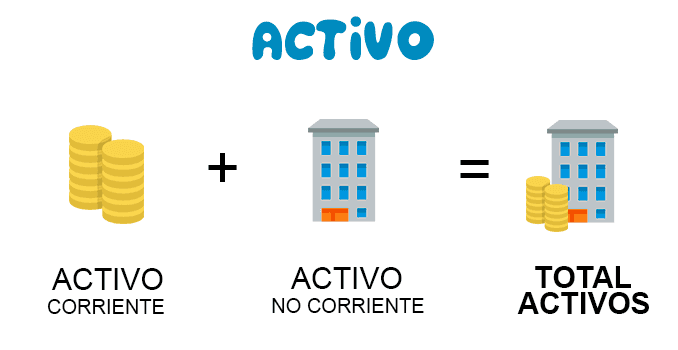 ACTIVO
+
=
ACTIVO
CORRIENTE
ACTIVO
NO CORRIENTE
TOTAL
ACTIVOS